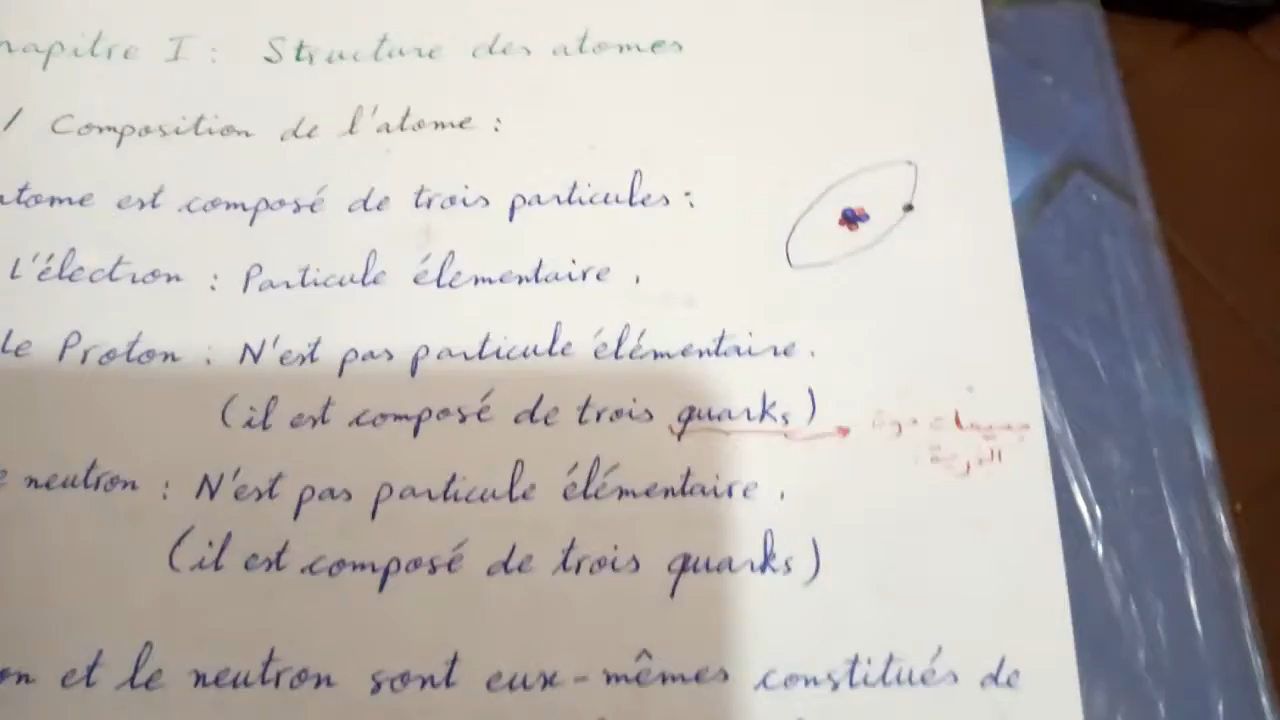 hapitre I : Structure des atomes
/ Composition de l'atome :
atome est composé de trois particules :
L'électron : Particule élementaire .
Le Proton : N'est pas particule élémentaire .
(il est composé de trois quarks)
neutron : N'est pas particule élémentaire .
(il est composé de trois quarks)
on et le neutron sont eux-mêmes constitués de